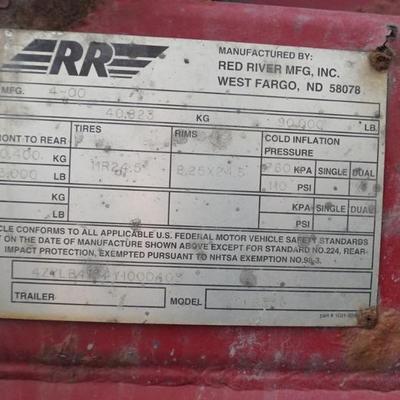 RR
MANUFACTURED BY:
RED RIVER MFG, INC.
WEST FARGO, ND 58078
MFG. 4-00
40,823 KG 90,000 LB
ONT TO REAR TIRES RIMS COLD INFLATION
PRESSURE
KG 11R24.5 8.25X24.5 760 KPA SINGLE DUAL
LB 110 PSI
KG KPA SINGLE DUAL
LB PSI
CLE CONFORMS TO ALL APPLICABLE U.S. FEDERAL MOTOR VEHICLE SAFETY STANDARDS
ON THE DATE OF MANUFACTURE SHOWN ABOVE EXCEPT FOR STANDARD NO.224, REAR-
IMPACT PROTECTION, EXEMPTED PURSUANT TO NHTSA EXEMPTION NO.98-3.
TRAILER MODEL